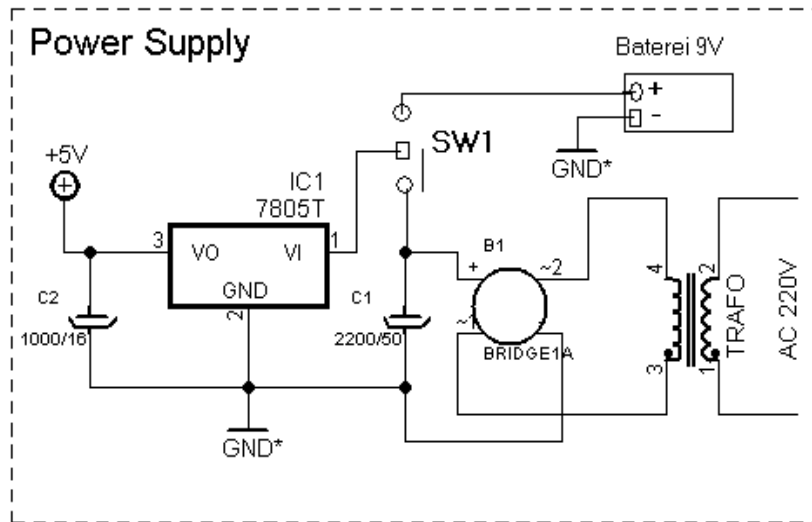 Power Supply
Baterei 9V
+
-
SW1
GND*
+5V
IC1
7805T
3
VO
VI
1
GND
2
C2
1000/16
C1
2200/50
B1
+
~2
~1
BRIDGE1A
4
2
3
1
TRAFO
AC 220V
GND*